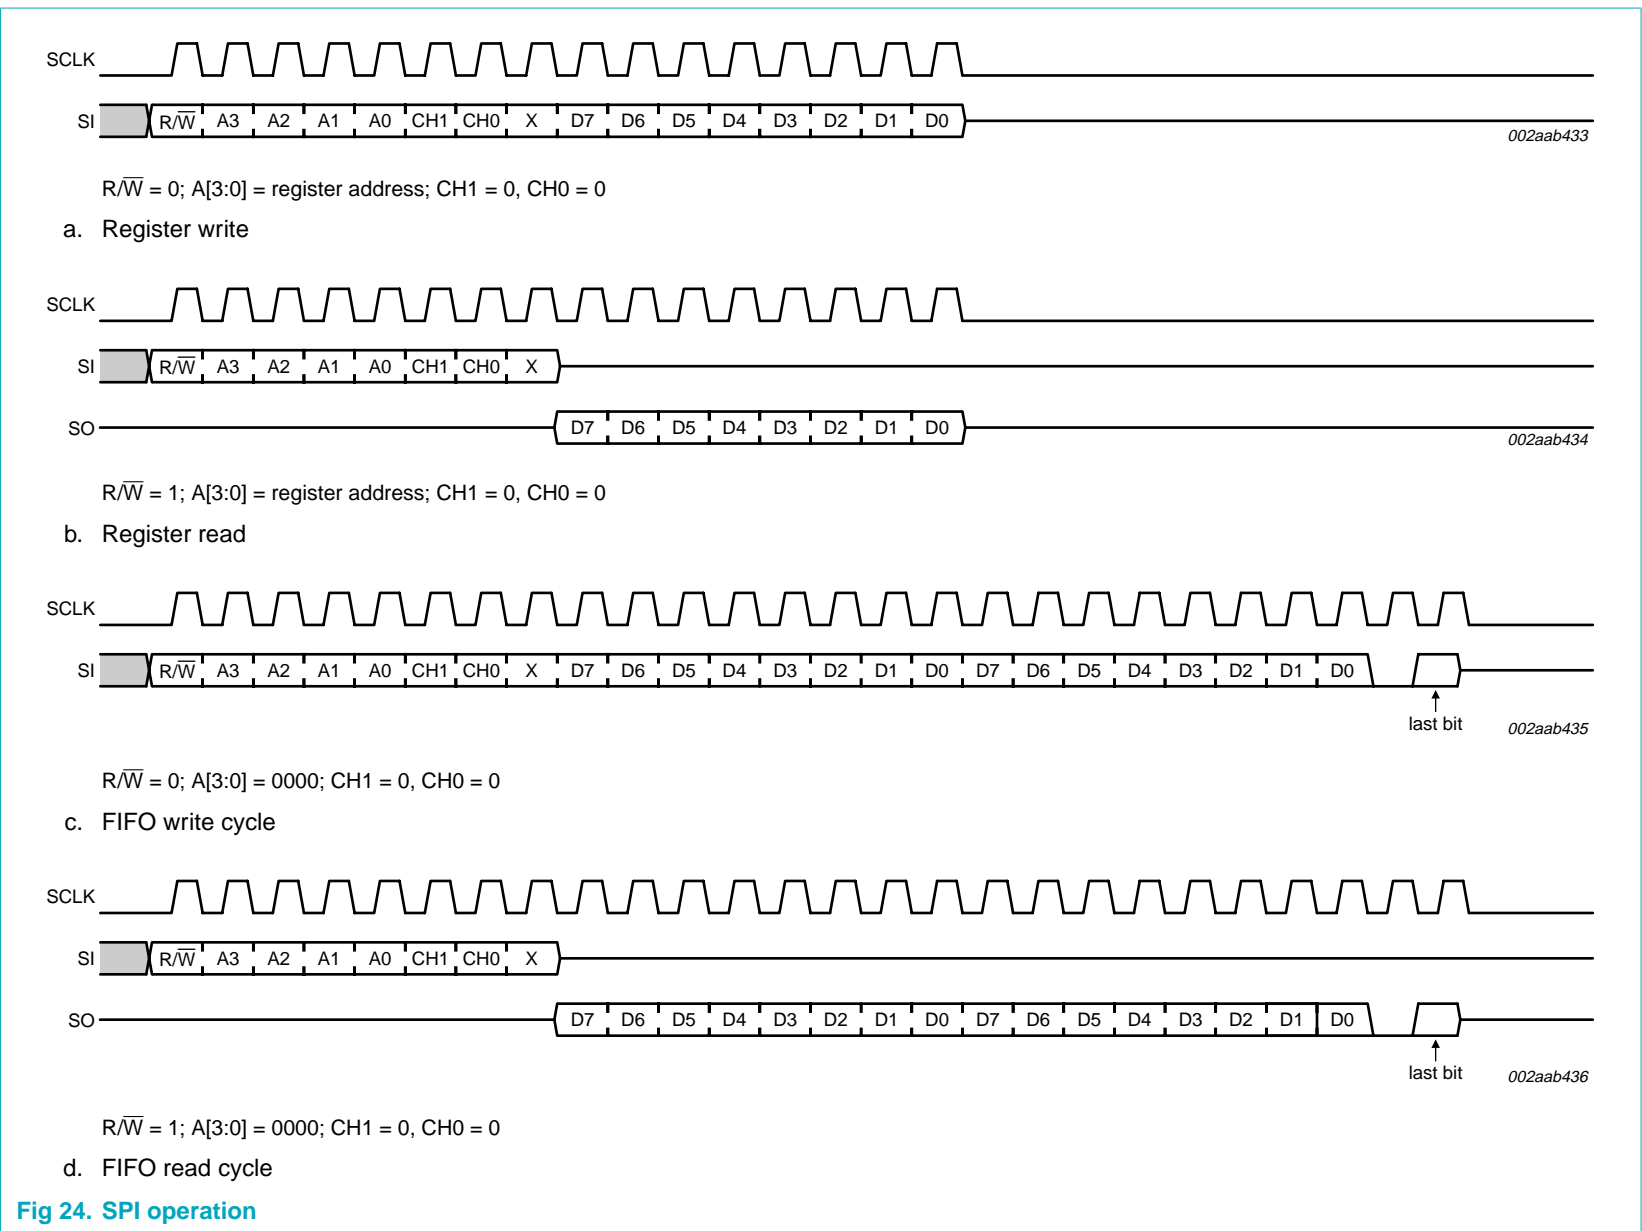 SCLK
SI R/W̅ A3 A2 A1 A0 CH1 CH0 X D7 D6 D5 D4 D3 D2 D1 D0
002aab433
R/W̅ = 0; A[3:0] = register address; CH1 = 0, CH0 = 0
a. Register write
SCLK
SI R/W̅ A3 A2 A1 A0 CH1 CH0 X
SO D7 D6 D5 D4 D3 D2 D1 D0
002aab434
R/W̅ = 1; A[3:0] = register address; CH1 = 0, CH0 = 0
b. Register read
SCLK
SI R/W̅ A3 A2 A1 A0 CH1 CH0 X D7 D6 D5 D4 D3 D2 D1 D0 D7 D6 D5 D4 D3 D2 D1 D0
last bit 002aab435
R/W̅ = 0; A[3:0] = 0000; CH1 = 0, CH0 = 0
c. FIFO write cycle
SCLK
SI R/W̅ A3 A2 A1 A0 CH1 CH0 X
SO D7 D6 D5 D4 D3 D2 D1 D0 D7 D6 D5 D4 D3 D2 D1 D0
last bit 002aab436
R/W̅ = 1; A[3:0] = 0000; CH1 = 0, CH0 = 0
d. FIFO read cycle
Fig 24. SPI operation